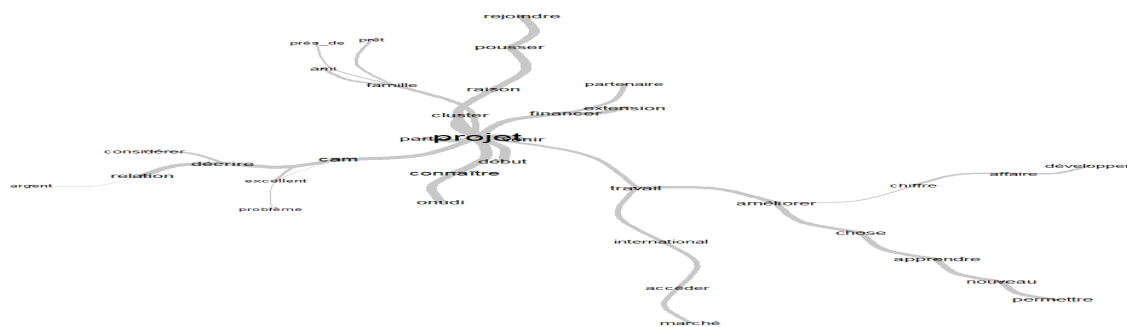 rejoindre
prêt
près_de
pousser
ami
famille
partenaire
raison
extension
financer
cluster
projet
considérer
cam
décrire
début
développer
connaître
affaire
relation
excellent
argent
travail
chiffre
onudi
améliorer
problème
chose
international
apprendre
nouveau
accéder
permettre
marché